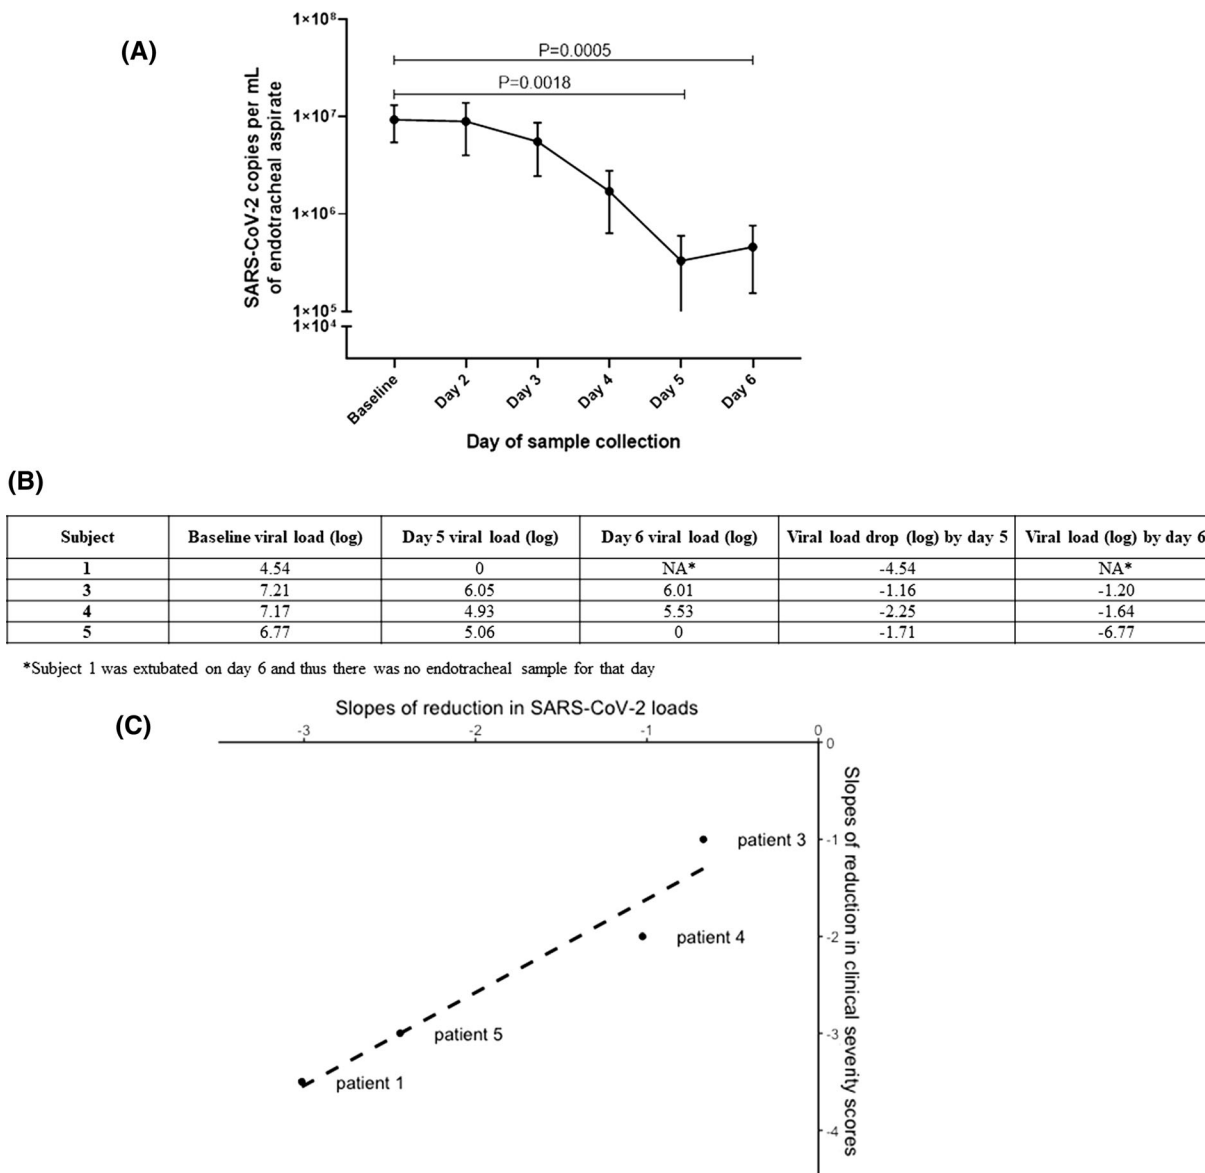 (A)
SARS-CoV-2 copies per mL
of endotracheal aspirate
1×10⁸
1×10⁷
1×10⁶
1×10⁵
1×10⁴
P=0.0005
P=0.0018
Baseline
Day 2
Day 3
Day 4
Day 5
Day 6
Day of sample collection
(B)
Subject Baseline viral load (log) Day 5 viral load (log) Day 6 viral load (log) Viral load drop (log) by day 5 Viral load (log) by day 6
1 4.54 0 NA* -4.54 NA*
3 7.21 6.05 6.01 -1.16 -1.20
4 7.17 4.93 5.53 -2.25 -1.64
5 6.77 5.06 0 -1.71 -6.77
*Subject 1 was extubated on day 6 and thus there was no endotracheal sample for that day
(C)
Slopes of reduction in SARS-CoV-2 loads
-3 -2 -1 0
0
-1
-2
-3
-4
Slopes of reduction in clinical severity scores
patient 3
patient 4
patient 5
patient 1